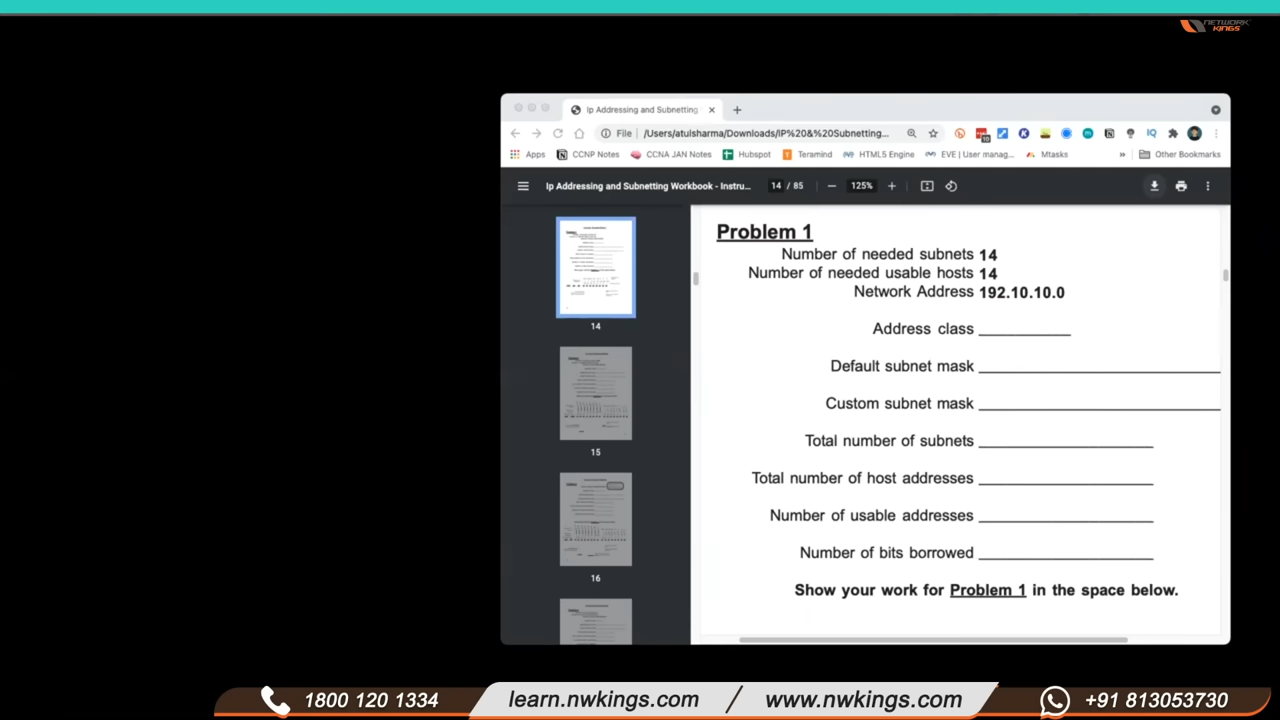 NETWORK
KINGS
Ip Addressing and Subnetting
File /Users/atulsharma/Downloads/IP%20&%20Subnetting...
Apps CCNP Notes CCNA JAN Notes Hubspot Teramind HTML5 Engine EVE | User manag... Mtasks » Other Bookmarks
Ip Addressing and Subnetting Workbook - Instru... 14 / 85 125%
14
15
16
Problem 1
Number of needed subnets 14
Number of needed usable hosts 14
Network Address 192.10.10.0
Address class
Default subnet mask
Custom subnet mask
Total number of subnets
Total number of host addresses
Number of usable addresses
Number of bits borrowed
Show your work for Problem 1 in the space below.
1800 120 1334 learn.nwkings.com / www.nwkings.com +91 813053730